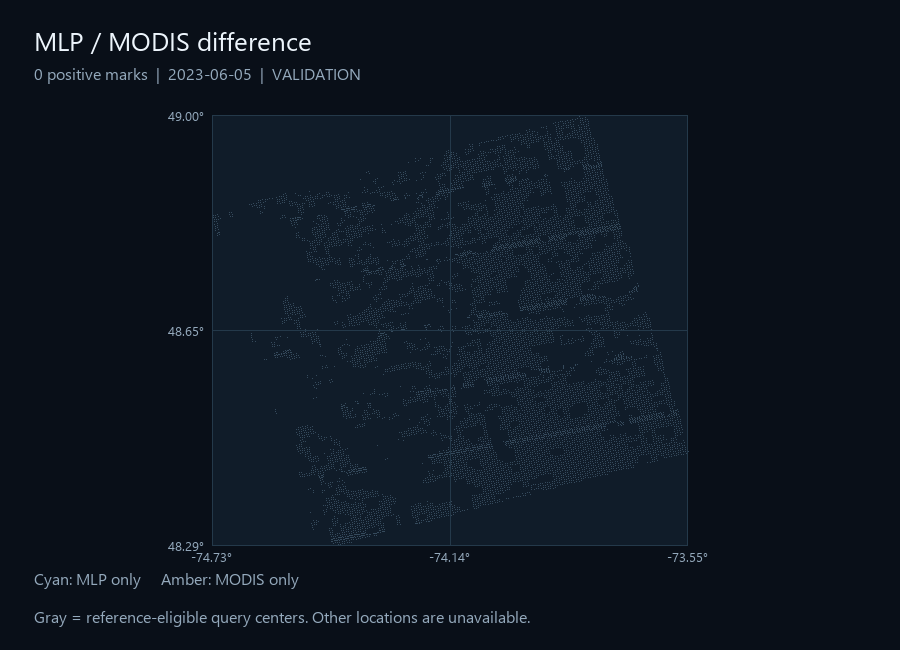 MLP / MODIS difference
0 positive marks | 2023-06-05 | VALIDATION
49.00°
48.65°
48.29°
-74.73° -74.14° -73.55°
Cyan: MLP only Amber: MODIS only
Gray = reference-eligible query centers. Other locations are unavailable.